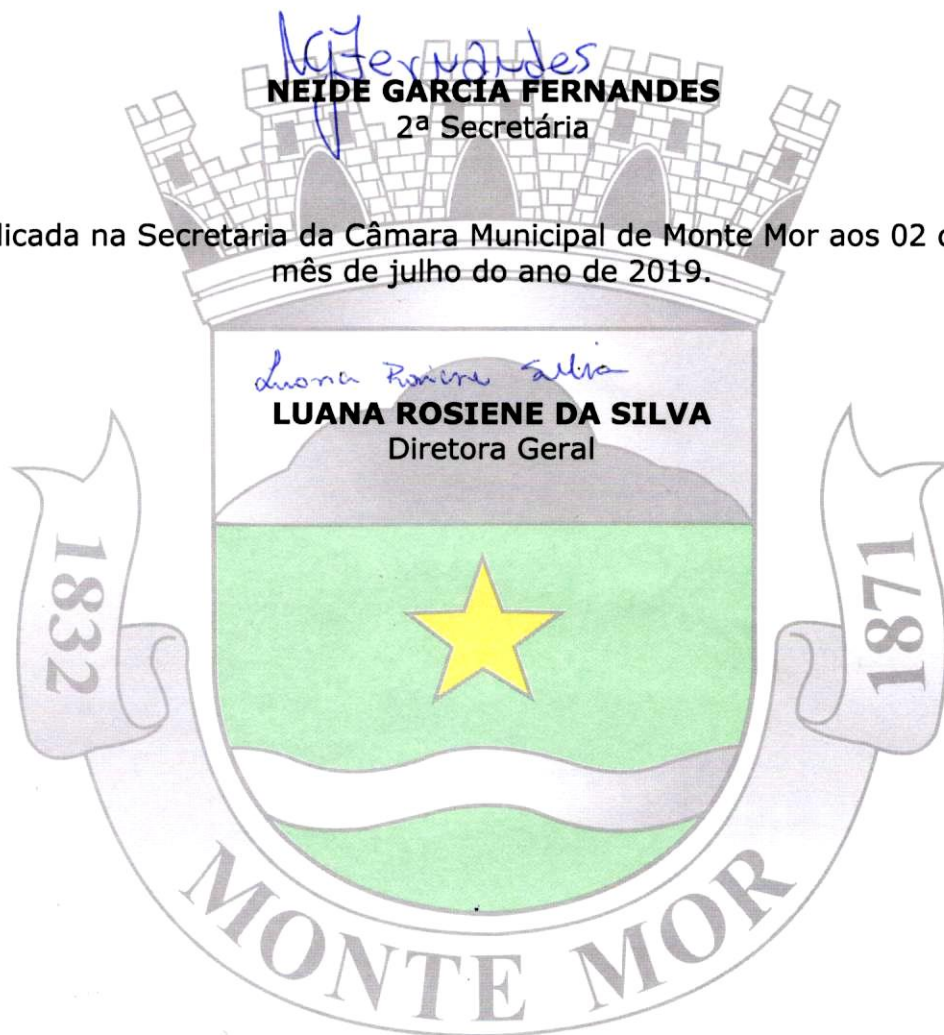 NGFernandes
NEIDE GARCIA FERNANDES
2ª Secretária
licada na Secretaria da Câmara Municipal de Monte Mor aos 02
mês de julho do ano de 2019.
Luana Rosiene Silva
LUANA ROSIENE DA SILVA
Diretora Geral
1832
1871
MONTE MOR